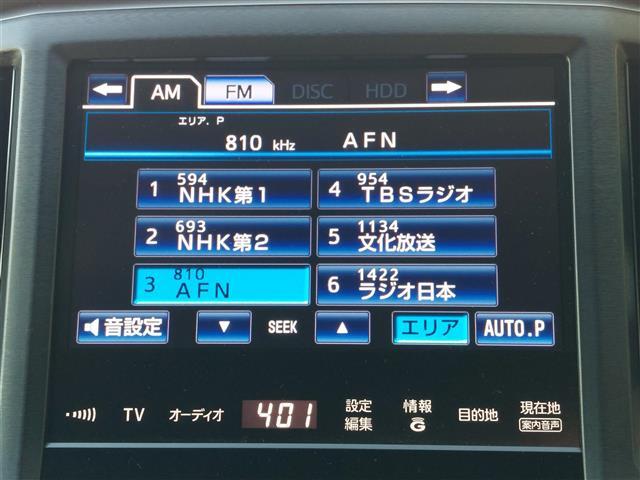 AM FM DISC HDD
エリア. P
810 kHz AFN
1 594 NHK第1
4 954 TBSラジオ
2 693 NHK第2
5 1134 文化放送
3 810 AFN
6 1422 ラジオ日本
音設定 ▼ SEEK ▲ エリア AUTO.P
TV オーディオ 401 設定編集 情報 G 目的地 現在地
案内音声